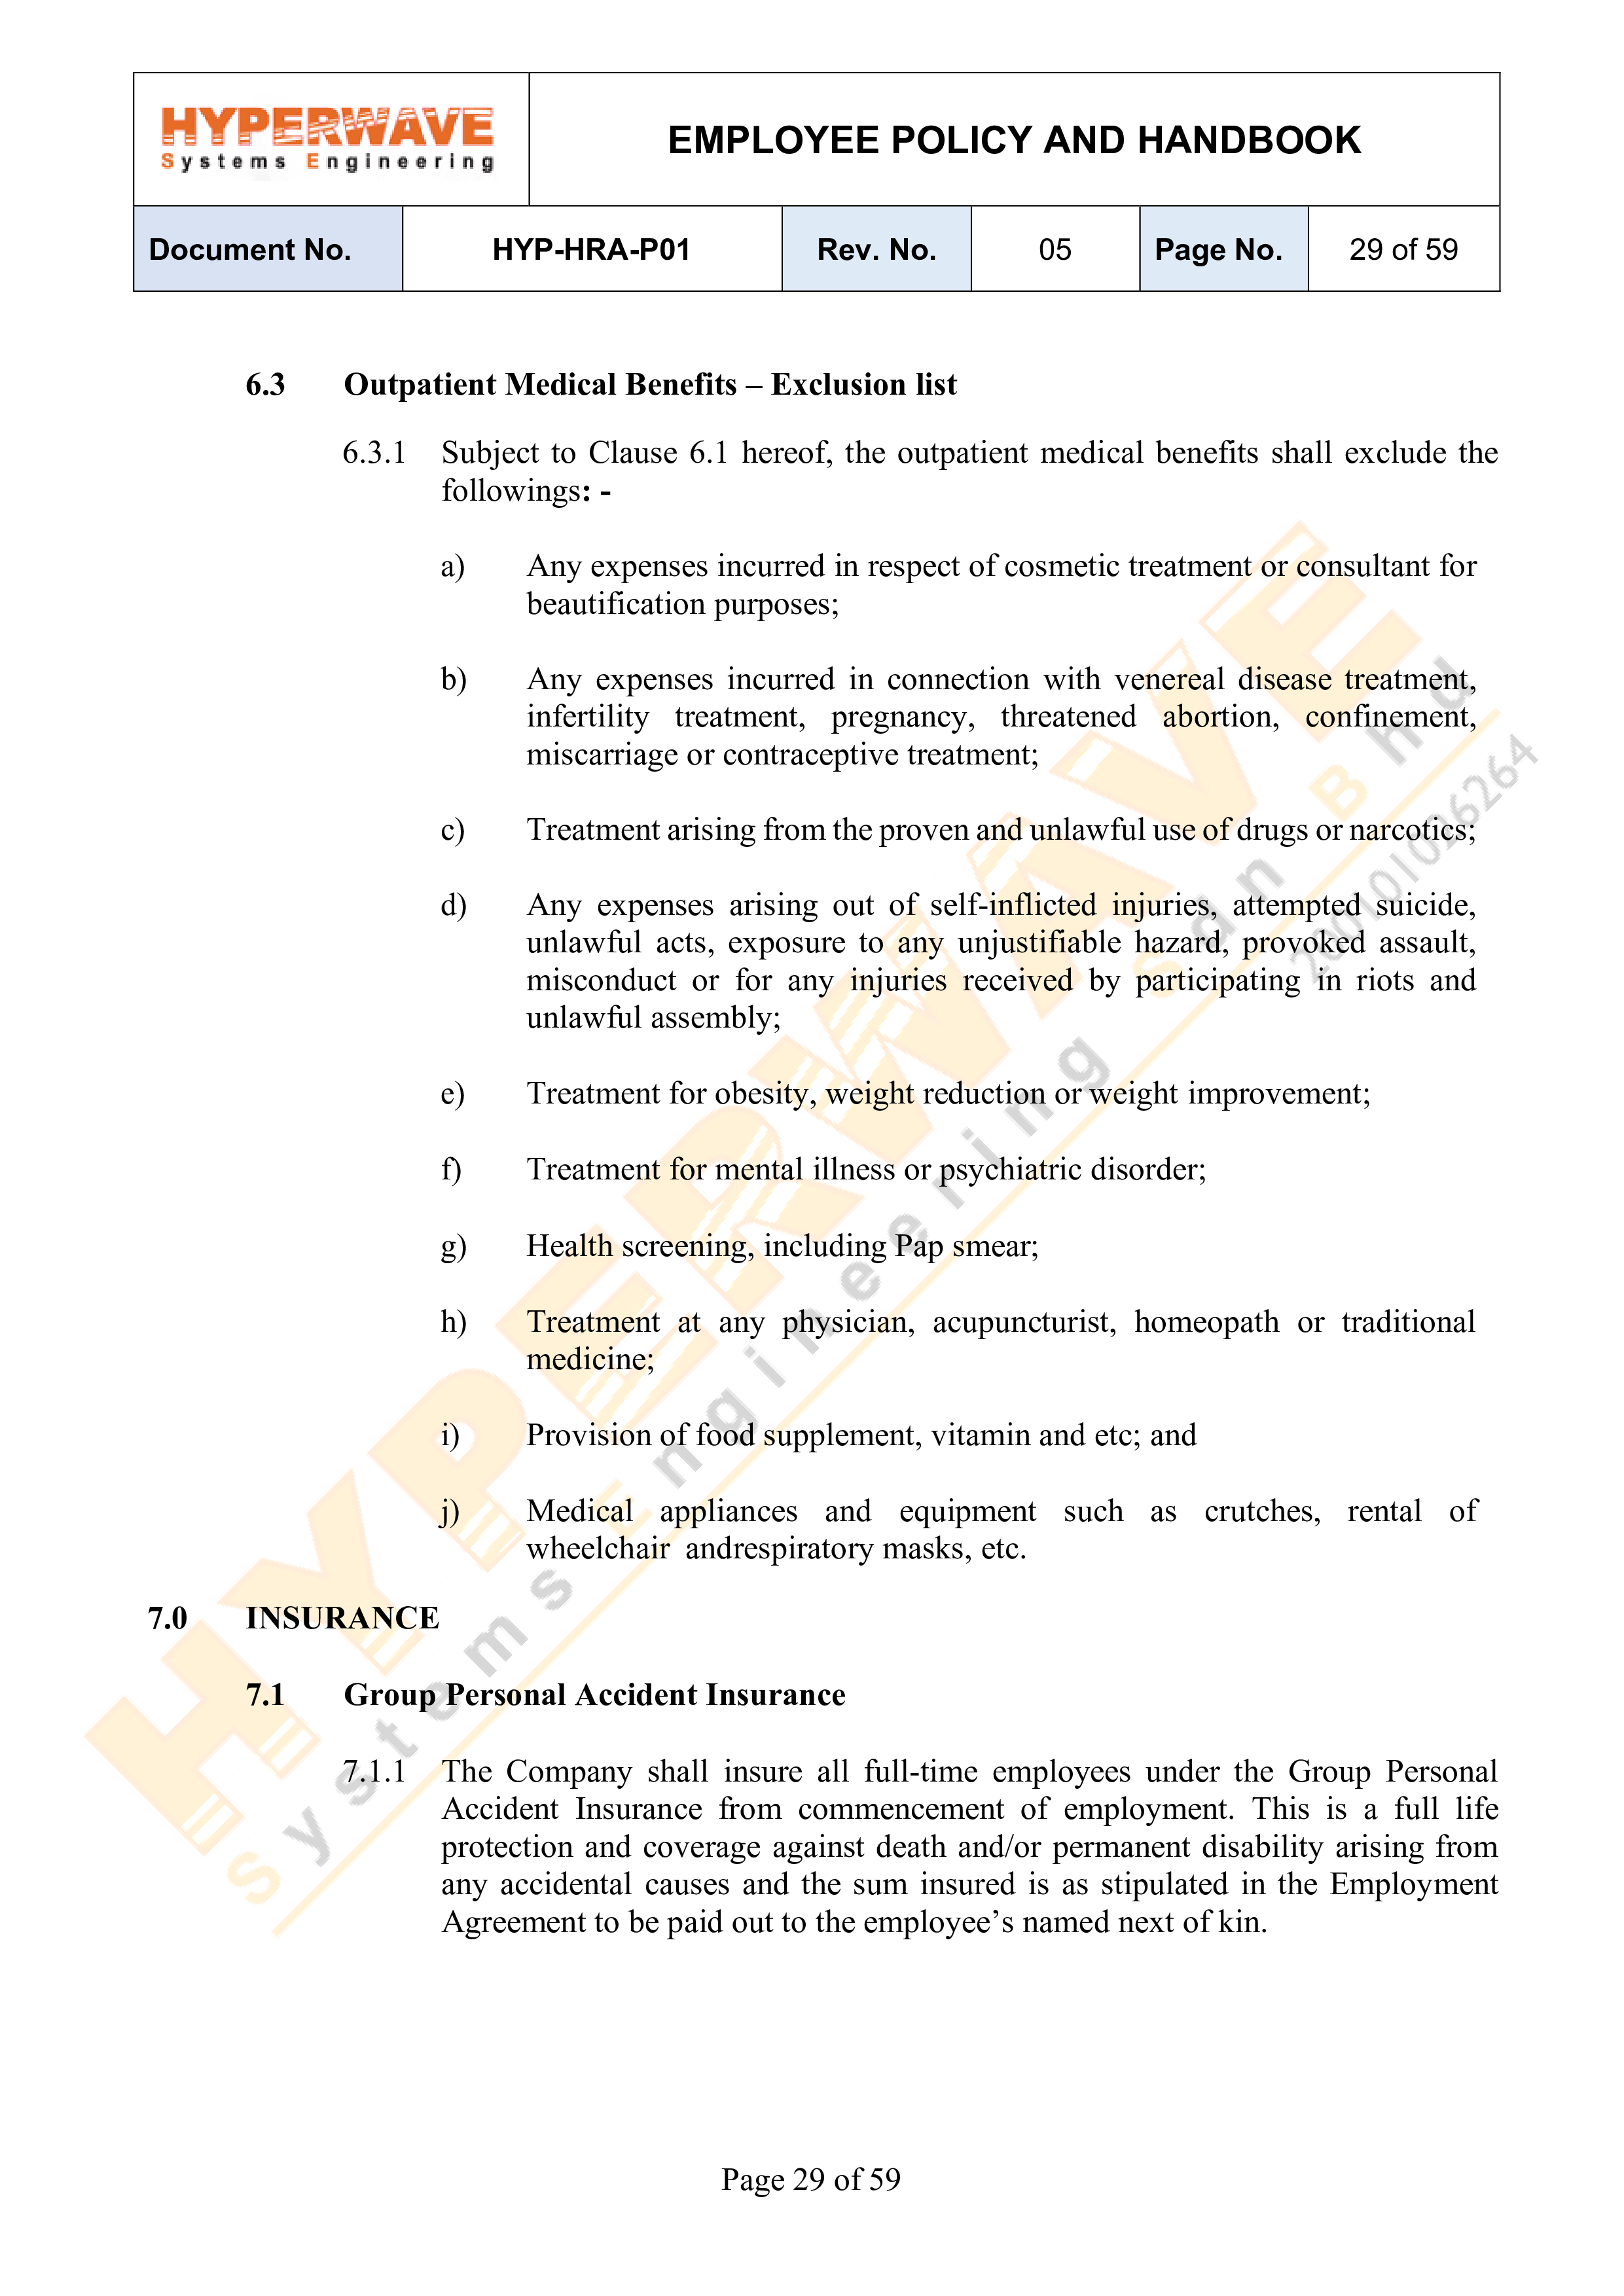 HYPERWAVE
Systems Engineering
EMPLOYEE POLICY AND HANDBOOK
Document No. HYP-HRA-P01 Rev. No. 05 Page No. 29 of 59
6.3 Outpatient Medical Benefits – Exclusion list
6.3.1 Subject to Clause 6.1 hereof, the outpatient medical benefits shall exclude the
followings: -
a) Any expenses incurred in respect of cosmetic treatment or consultant for
beautification purposes;
b) Any expenses incurred in connection with venereal disease treatment,
infertility treatment, pregnancy, threatened abortion, confinement,
miscarriage or contraceptive treatment;
c) Treatment arising from the proven and unlawful use of drugs or narcotics;
d) Any expenses arising out of self-inflicted injuries, attempted suicide,
unlawful acts, exposure to any unjustifiable hazard, provoked assault,
misconduct or for any injuries received by participating in riots and
unlawful assembly;
e) Treatment for obesity, weight reduction or weight improvement;
f) Treatment for mental illness or psychiatric disorder;
g) Health screening, including Pap smear;
h) Treatment at any physician, acupuncturist, homeopath or traditional
medicine;
i) Provision of food supplement, vitamin and etc; and
j) Medical appliances and equipment such as crutches, rental of
wheelchair andrespiratory masks, etc.
7.0 INSURANCE
7.1 Group Personal Accident Insurance
7.1.1 The Company shall insure all full-time employees under the Group Personal
Accident Insurance from commencement of employment. This is a full life
protection and coverage against death and/or permanent disability arising from
any accidental causes and the sum insured is as stipulated in the Employment
Agreement to be paid out to the employee’s named next of kin.
HYPERWAVE
Systems Engineering Sdn Bhd
200101026264
Page 29 of 59